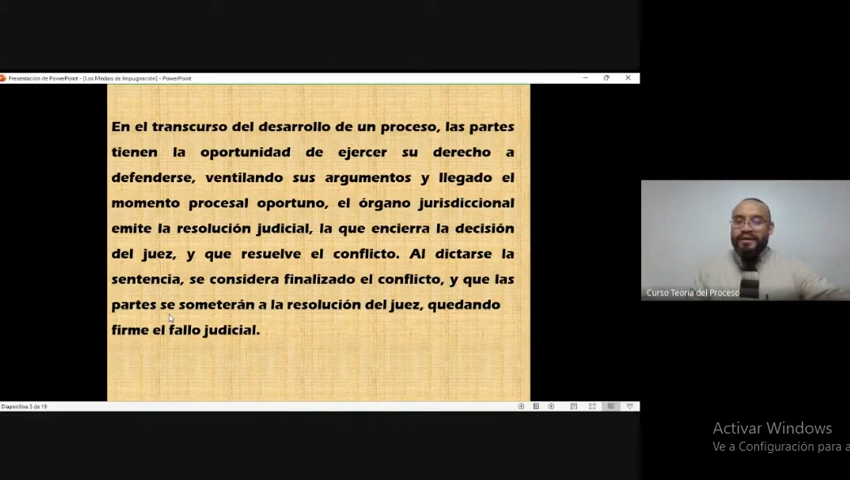 Presentación de PowerPoint - [Los Medios de Impugnación] - PowerPoint
En el transcurso del desarrollo de un proceso, las partes
tienen la oportunidad de ejercer su derecho a
defenderse, ventilando sus argumentos y llegado el
momento procesal oportuno, el órgano jurisdiccional
emite la resolución judicial, la que encierra la decisión
del juez, y que resuelve el conflicto. Al dictarse la
sentencia, se considera finalizado el conflicto, y que las
partes se someterán a la resolución del juez, quedando
firme el fallo judicial.
Diapositiva 3 de 19
Curso Teoría del Proceso
Activar Windows
Ve a Configuración para a